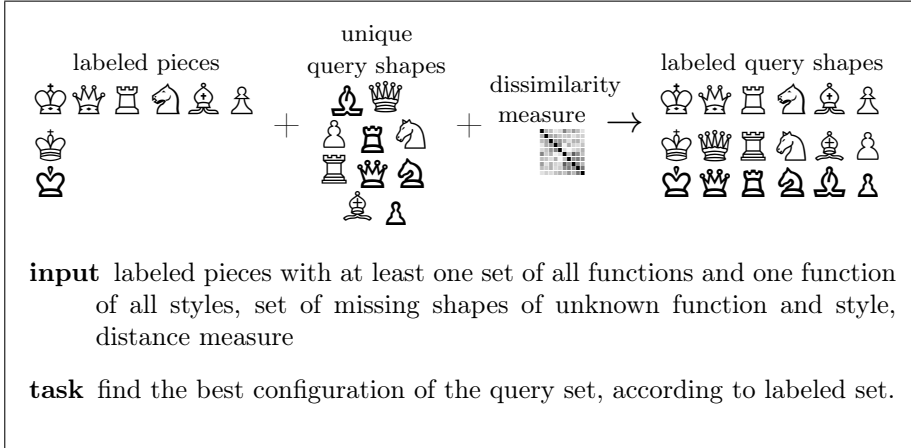 unique
labeled pieces
query shapes
dissimilarity
labeled query shapes
measure
+
+
→
input labeled pieces with at least one set of all functions and one function
of all styles, set of missing shapes of unknown function and style,
distance measure
task find the best configuration of the query set, according to labeled set.